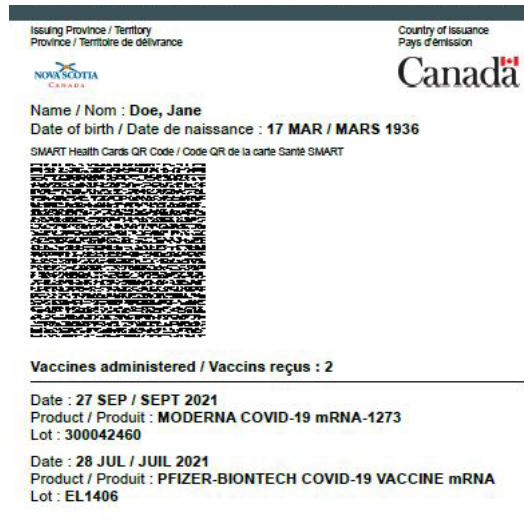 Issuing Province / Territory
Province / Territoire de délivrance
Country of Issuance
Pays d'émission
NOVA SCOTIA
CANADA
Canada
Name / Nom : Doe, Jane
Date of birth / Date de naissance : 17 MAR / MARS 1936
SMART Health Cards QR Code / Code QR de la carte Santé SMART
Vaccines administered / Vaccins reçus : 2
Date : 27 SEP / SEPT 2021
Product / Produit : MODERNA COVID-19 mRNA-1273
Lot : 300042460
Date : 28 JUL / JUIL 2021
Product / Produit : PFIZER-BIONTECH COVID-19 VACCINE mRNA
Lot : EL1406